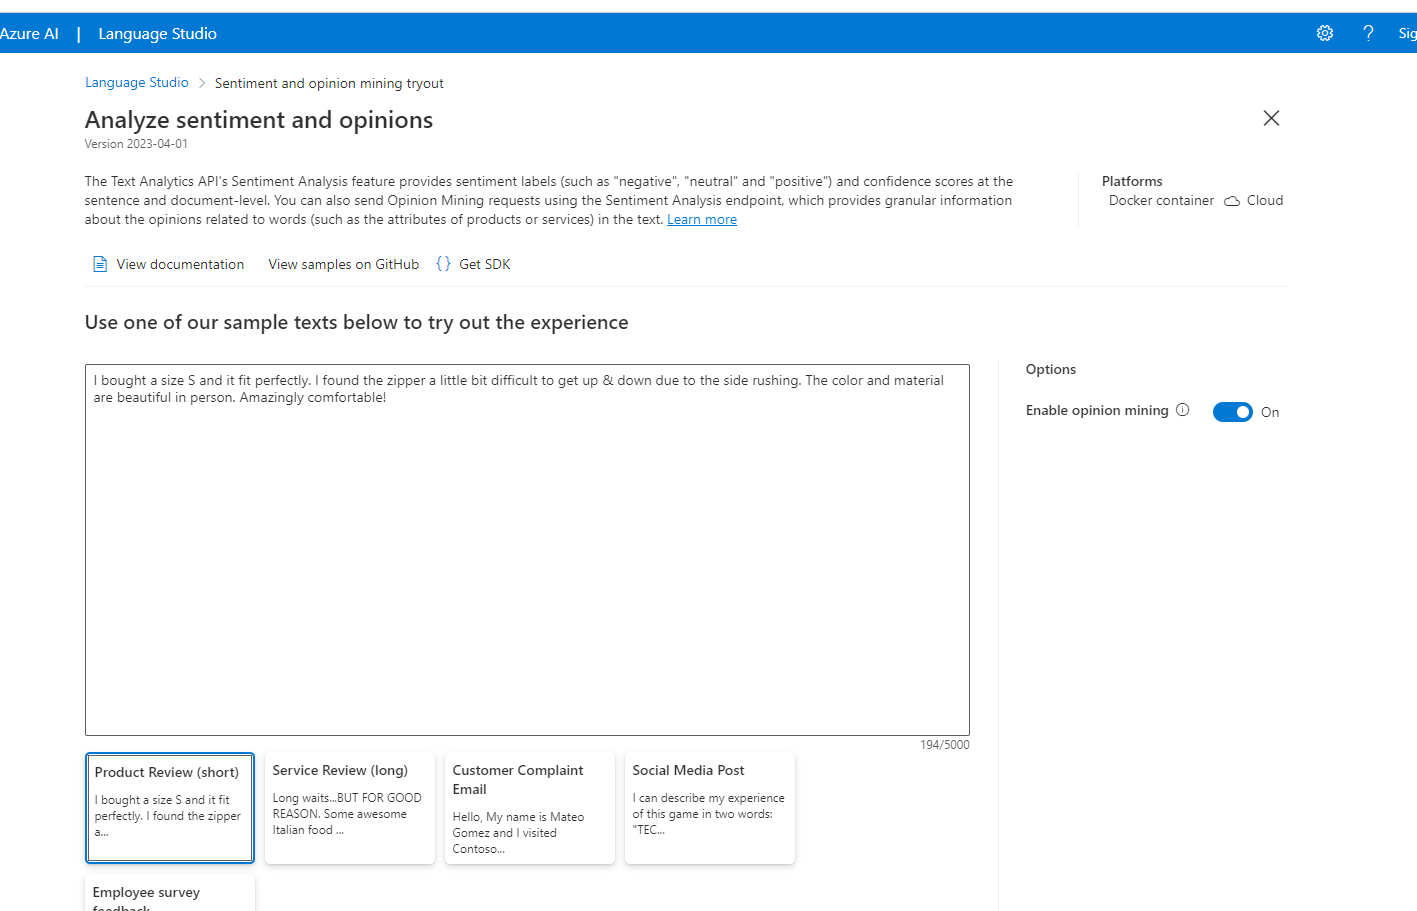 Azure AI | Language Studio
?
Language Studio > Sentiment and opinion mining tryout
Analyze sentiment and opinions
Version 2023-04-01
The Text Analytics API's Sentiment Analysis feature provides sentiment labels (such as "negative", "neutral" and "positive") and confidence scores at the
sentence and document-level. You can also send Opinion Mining requests using the Sentiment Analysis endpoint, which provides granular information
about the opinions related to words (such as the attributes of products or services) in the text. Learn more
Platforms
Docker container Cloud
View documentation View samples on GitHub {} Get SDK
Use one of our sample texts below to try out the experience
I bought a size S and it fit perfectly. I found the zipper a little bit difficult to get up & down due to the side rushing. The color and material
are beautiful in person. Amazingly comfortable!
194/5000
Options
Enable opinion mining On
Product Review (short)
I bought a size S and it fit
perfectly. I found the zipper
a...
Service Review (long)
Long waits...BUT FOR GOOD
REASON. Some awesome
Italian food ...
Customer Complaint
Email
Hello, My name is Mateo
Gomez and I visited
Contoso...
Social Media Post
I can describe my experience
of this game in two words:
"TEC...
Employee survey
feedback